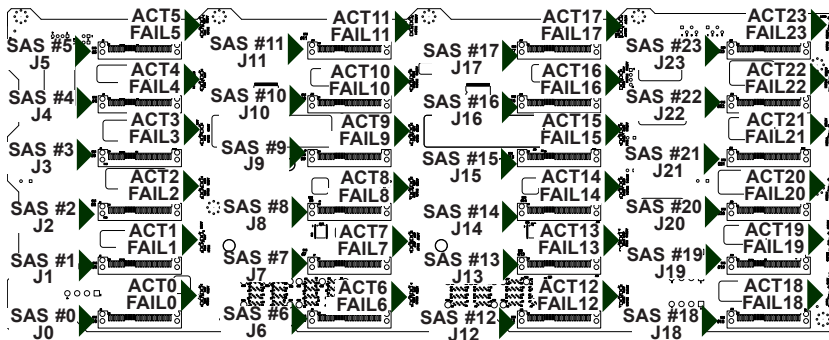 ACT5
FAIL5
SAS #5
J5
ACT4
FAIL4
SAS #4
J4
ACT3
FAIL3
SAS #3
J3
ACT2
FAIL2
SAS #2
J2
ACT1
FAIL1
SAS #1
J1
ACT0
FAIL0
SAS #0
J0
ACT11
FAIL11
SAS #11
J11
ACT10
FAIL10
SAS #10
J10
ACT9
FAIL9
SAS #9
J9
ACT8
FAIL8
SAS #8
J8
ACT7
FAIL7
SAS #7
J7
ACT6
FAIL6
SAS #6
J6
ACT17
FAIL17
SAS #17
J17
ACT16
FAIL16
SAS #16
J16
ACT15
FAIL15
SAS #15
J15
ACT14
FAIL14
SAS #14
J14
ACT13
FAIL13
SAS #13
J13
ACT12
FAIL12
SAS #12
J12
ACT23
FAIL23
SAS #23
J23
ACT22
FAIL22
SAS #22
J22
ACT21
FAIL21
SAS #21
J21
ACT20
FAIL20
SAS #20
J20
ACT19
FAIL19
SAS #19
J19
ACT18
FAIL18
SAS #18
J18